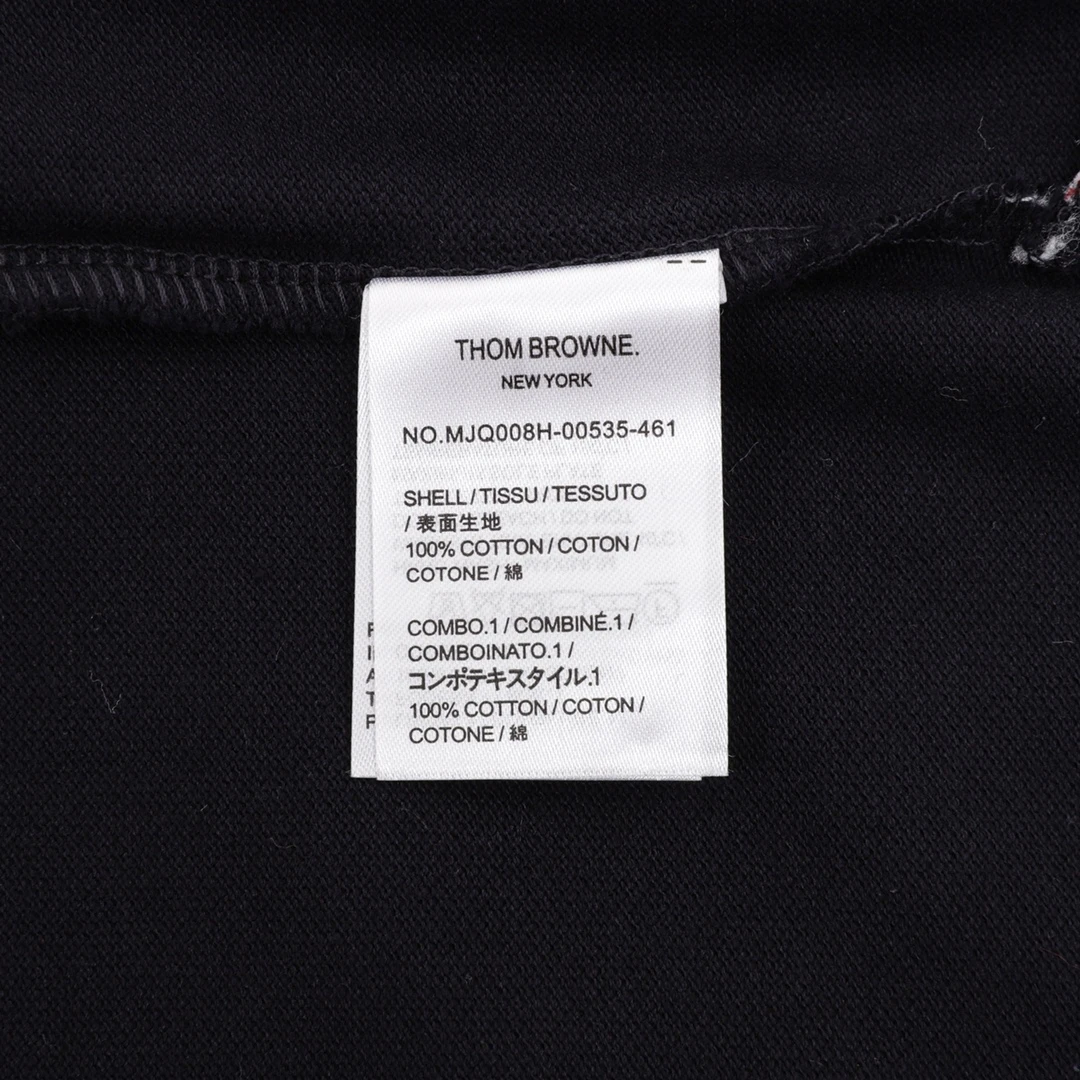 THOM BROWNE.
NEW YORK
NO.MJQ008H-00535-461
SHELL / TISSU / TESSUTO
/ 表面生地
100% COTTON / COTON /
COTONE / 綿
COMBO.1 / COMBINÉ.1 /
COMBOINATO.1 /
コンポテキスタイル.1
100% COTTON / COTON /
COTONE / 綿